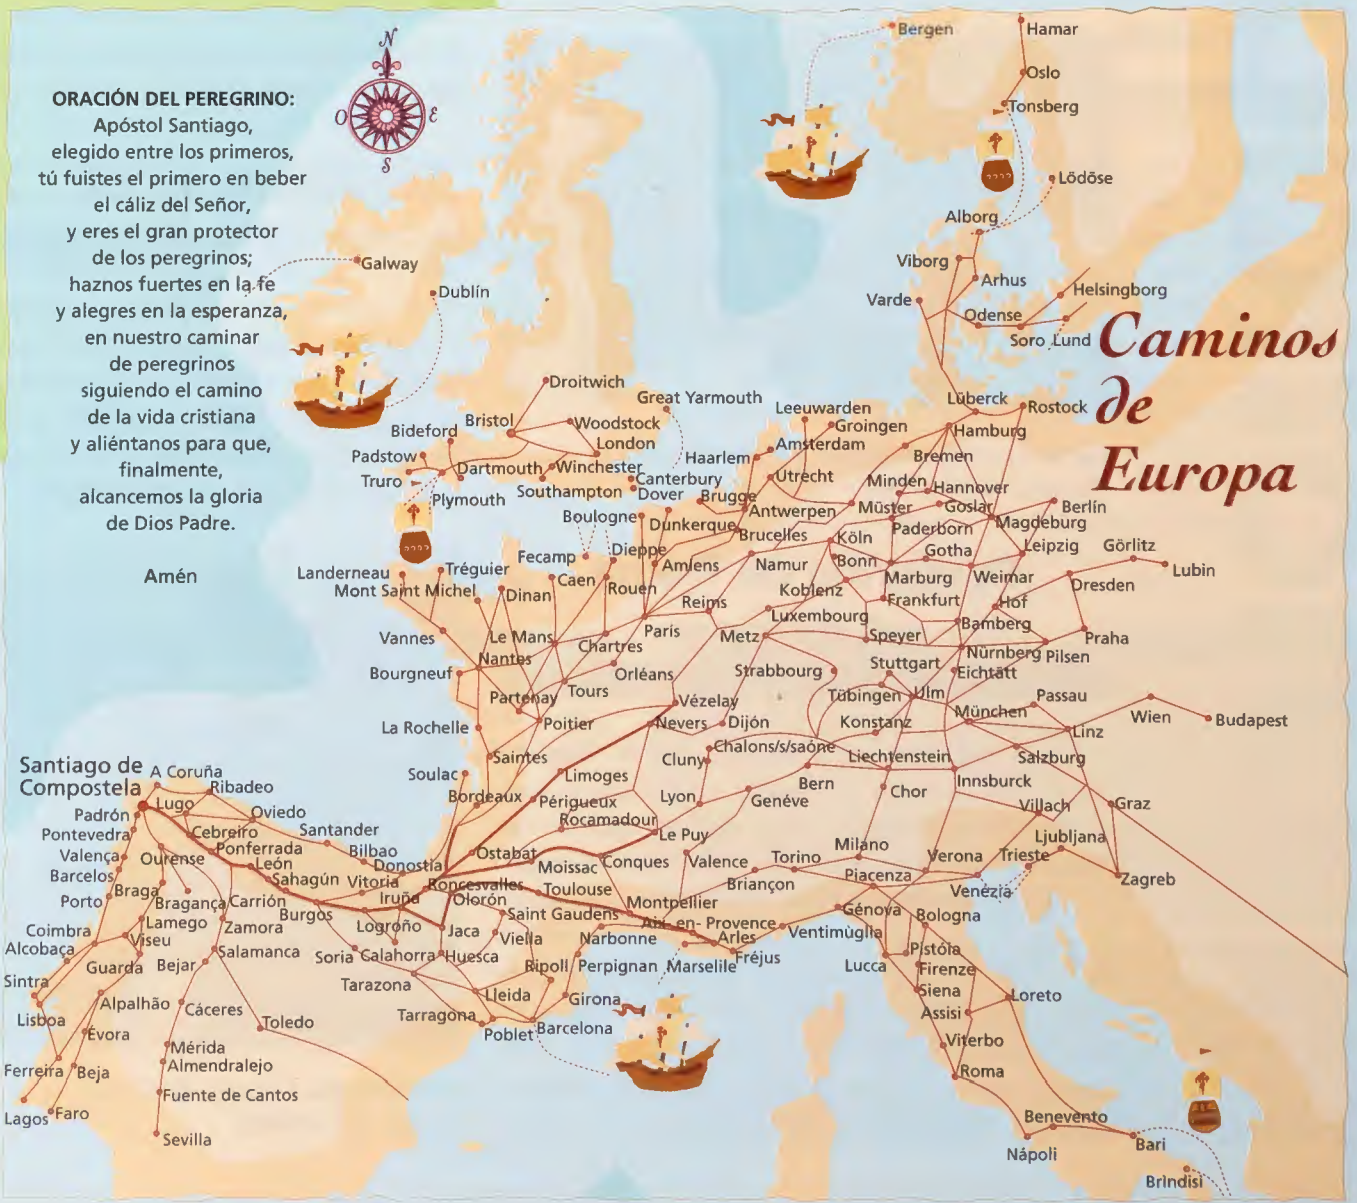 N
O
E
S
ORACIÓN DEL PEREGRINO:
Apóstol Santiago,
elegido entre los primeros,
tú fuistes el primero en beber
el cáliz del Señor,
y eres el gran protector
de los peregrinos;
haznos fuertes en la fe
y alegres en la esperanza,
en nuestro caminar
de peregrinos
siguiendo el camino
de la vida cristiana
y aliéntanos para que,
finalmente,
alcancemos la gloria
de Dios Padre.
Amén
Caminos
de
Europa
Bergen
Hamar
Oslo
Tonsberg
Lödöse
Alborg
Viborg
Arhus
Varde
Helsingborg
Odense
Soro
Lund
Galway
Dublín
Droitwich
Great Yarmouth
Bristol
Woodstock
Bideford
London
Padstow
Dartmouth
Winchester
Truro
Plymouth
Southampton
Canterbury
Dover
Leeuwarden
Groingen
Lüberck
Rostock
Hamburg
Haarlem
Amsterdam
Bremen
Utrecht
Minden
Hannover
Brugge
Antwerpen
Müster
Goslar
Berlín
Boulogne
Dunkerque
Brucelles
Köln
Paderborn
Magdeburg
Fecamp
Dieppe
Amlens
Namur
Bonn
Gotha
Leipzig
Görlitz
Lubin
Landerneau
Tréguier
Mont Saint Michel
Dinan
Caen
Rouen
Koblenz
Marburg
Weimar
Dresden
Reims
Luxembourg
Frankfurt
Hof
Vannes
Le Mans
Chartres
París
Metz
Speyer
Bamberg
Praha
Nantes
Bourgneuf
Orléans
Strabbourg
Stuttgart
Nürnberg
Pilsen
Eichtätt
Partenay
Tours
Vézelay
Tübingen
Ulm
Passau
Poitier
Nevers
Dijón
Konstanz
München
Wien
Budapest
La Rochelle
Linz
Saintes
Cluny
Chalons/s/saóne
Liechtenstein
Salzburg
Soulac
Limoges
Bern
Innsburck
Bordeaux
Périgueux
Lyon
Genéve
Chor
Villach
Graz
Rocamadour
Le Puy
Ljubljana
Ostabat
Moissac
Conques
Valence
Torino
Milano
Verona
Trieste
Zagreb
Briançon
Piacenza
Venézia
Santiago de
Compostela
A Coruña
Ribadeo
Padrón
Lugo
Oviedo
Pontevedra
Cebreiro
Santander
Valença
Ourense
Ponferrada
Bilbao
Barcelos
León
Donostia
Sahagún
Vitoria
Roncesvalles
Toulouse
Porto
Braga
Bragança
Carrión
Iruña
Olorón
Montpellier
Burgos
Saint Gaudens
Aix-en- Provence
Génova
Bologna
Coimbra
Lamego
Zamora
Logroño
Jaca
Viella
Narbonne
Arles
Ventimùglia
Alcobaça
Viseu
Salamanca
Soria
Calahorra
Huesca
Fréjus
Pistóia
Guarda
Bejar
Ripoll
Perpignan
Marselile
Lucca
Firenze
Sintra
Tarazona
Siena
Alpalhão
Cáceres
Lleida
Girona
Loreto
Lisboa
Toledo
Tarragona
Poblet
Barcelona
Assisi
Évora
Viterbo
Mérida
Ferreira
Beja
Almendralejo
Roma
Fuente de Cantos
Lagos
Faro
Benevento
Sevilla
Nápoli
Bari
Brindisi